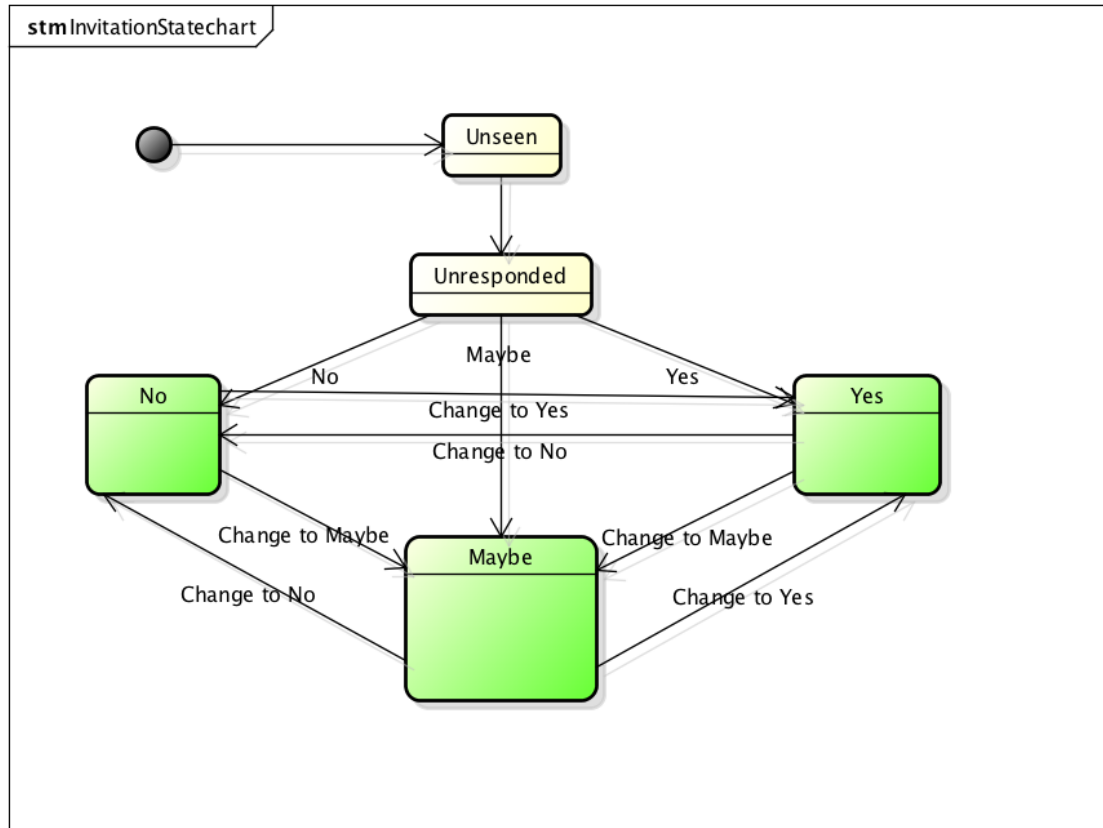 stm InvitationStatechart
Unseen
Unresponded
Maybe
No
Yes
No
Yes
Change to Yes
Change to No
Change to Maybe
Change to Maybe
Maybe
Change to No
Change to Yes